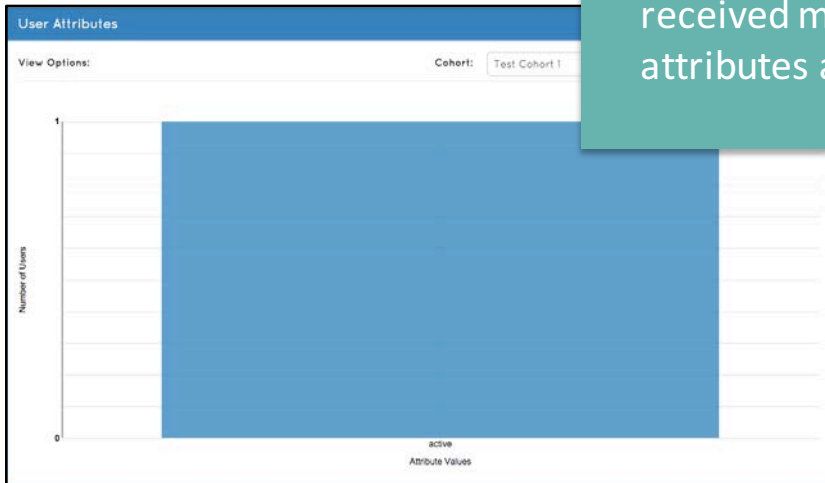 User Attributes
received m
attributes a
View Options:
Cohort:
Test Cohort 1
1
Number of Users
0
active
Attribute Values